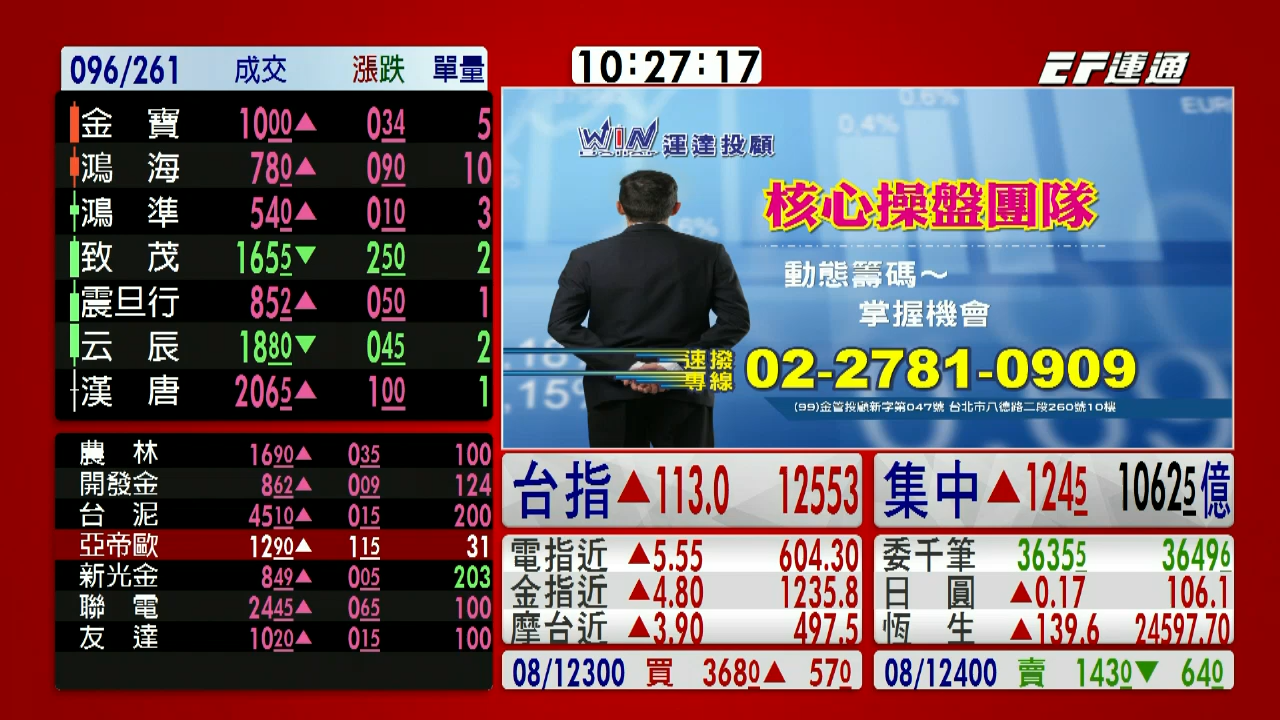 096/261 成交 漲跌 單量
金寶 1000▲ 034 5
鴻海 780▲ 090 10
鴻準 540▲ 010 3
致茂 1655▼ 250 2
震旦行 852▲ 050 1
云辰 1880▼ 045 2
漢唐 2065▲ 100 1
農林 1690▲ 035 100
開發金 862▲ 009 124
台泥 4510▲ 015 200
亞帝歐 1290▲ 115 31
新光金 849▲ 005 203
聯電 2445▲ 065 100
友達 1020▲ 015 100
10:27:17
EF運通
0.6%
EURO
0.4%
WIN 運達投顧
核心操盤團隊
動態籌碼～
掌握機會
速撥專線 02-2781-0909
(99)金管投顧新字第047號 台北市八德路二段260號10樓
台指▲113.0 12553
集中▲1245 10625億
電指近 ▲5.55 604.30
金指近 ▲4.80 1235.8
摩台近 ▲3.90 497.5
委千筆 36355 36496
日圓 ▲0.17 106.1
恆生 ▲139.6 24597.70
08/12300 買 3680▲ 570
08/12400 賣 1430▼ 640